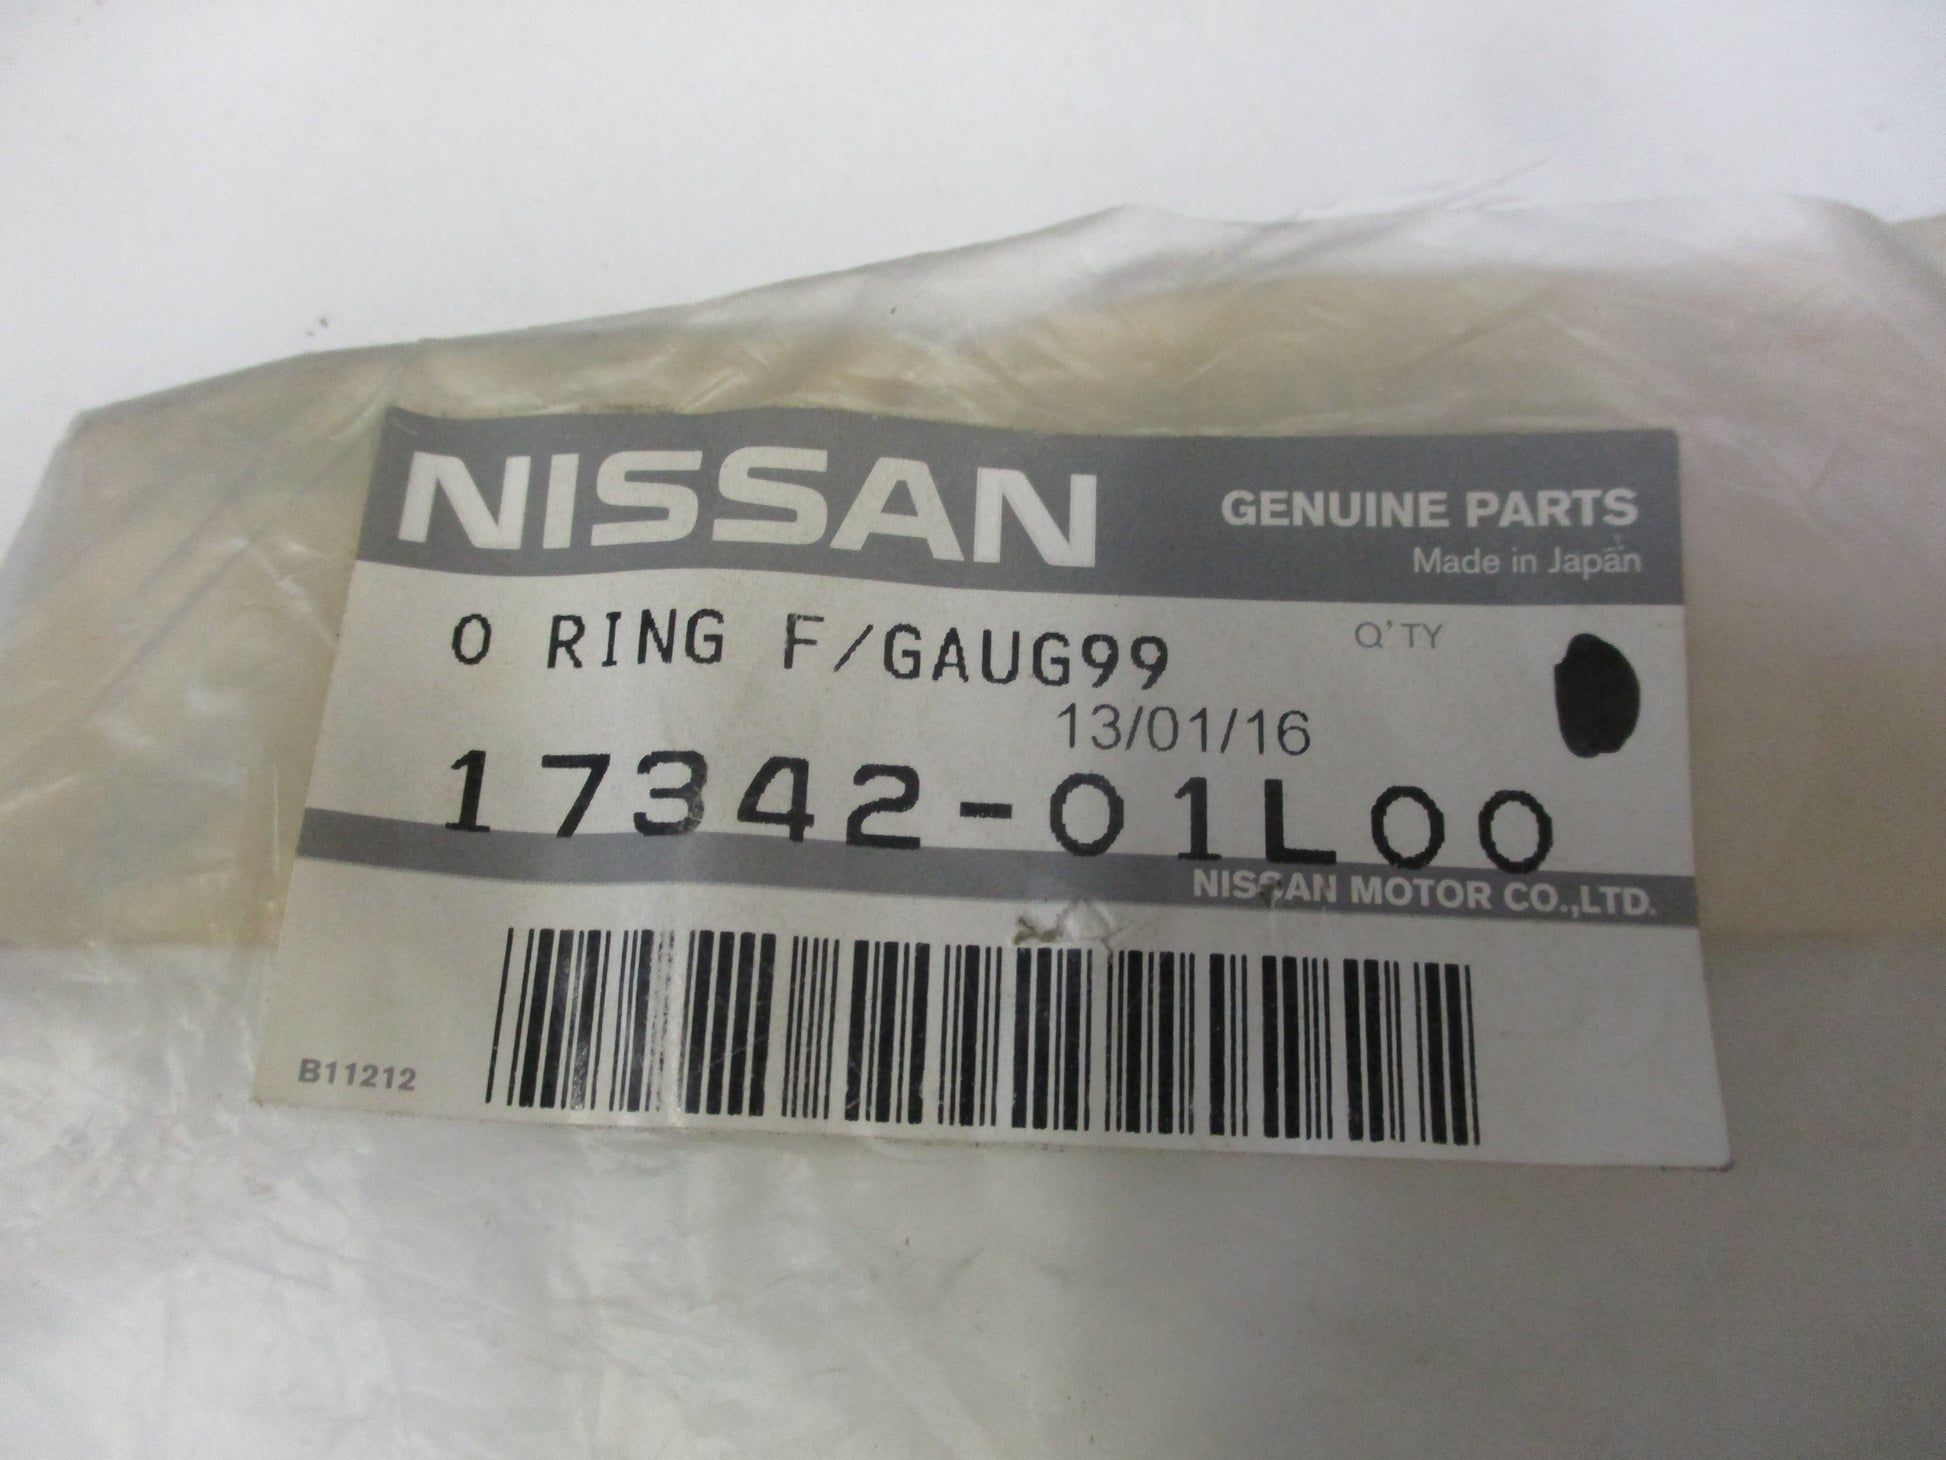 NISSAN
GENUINE PARTS
Made in Japan
O RING F/GAUG99
Q'TY
13/01/16
17342-01L00
NISSAN MOTOR CO.,LTD.
B11212